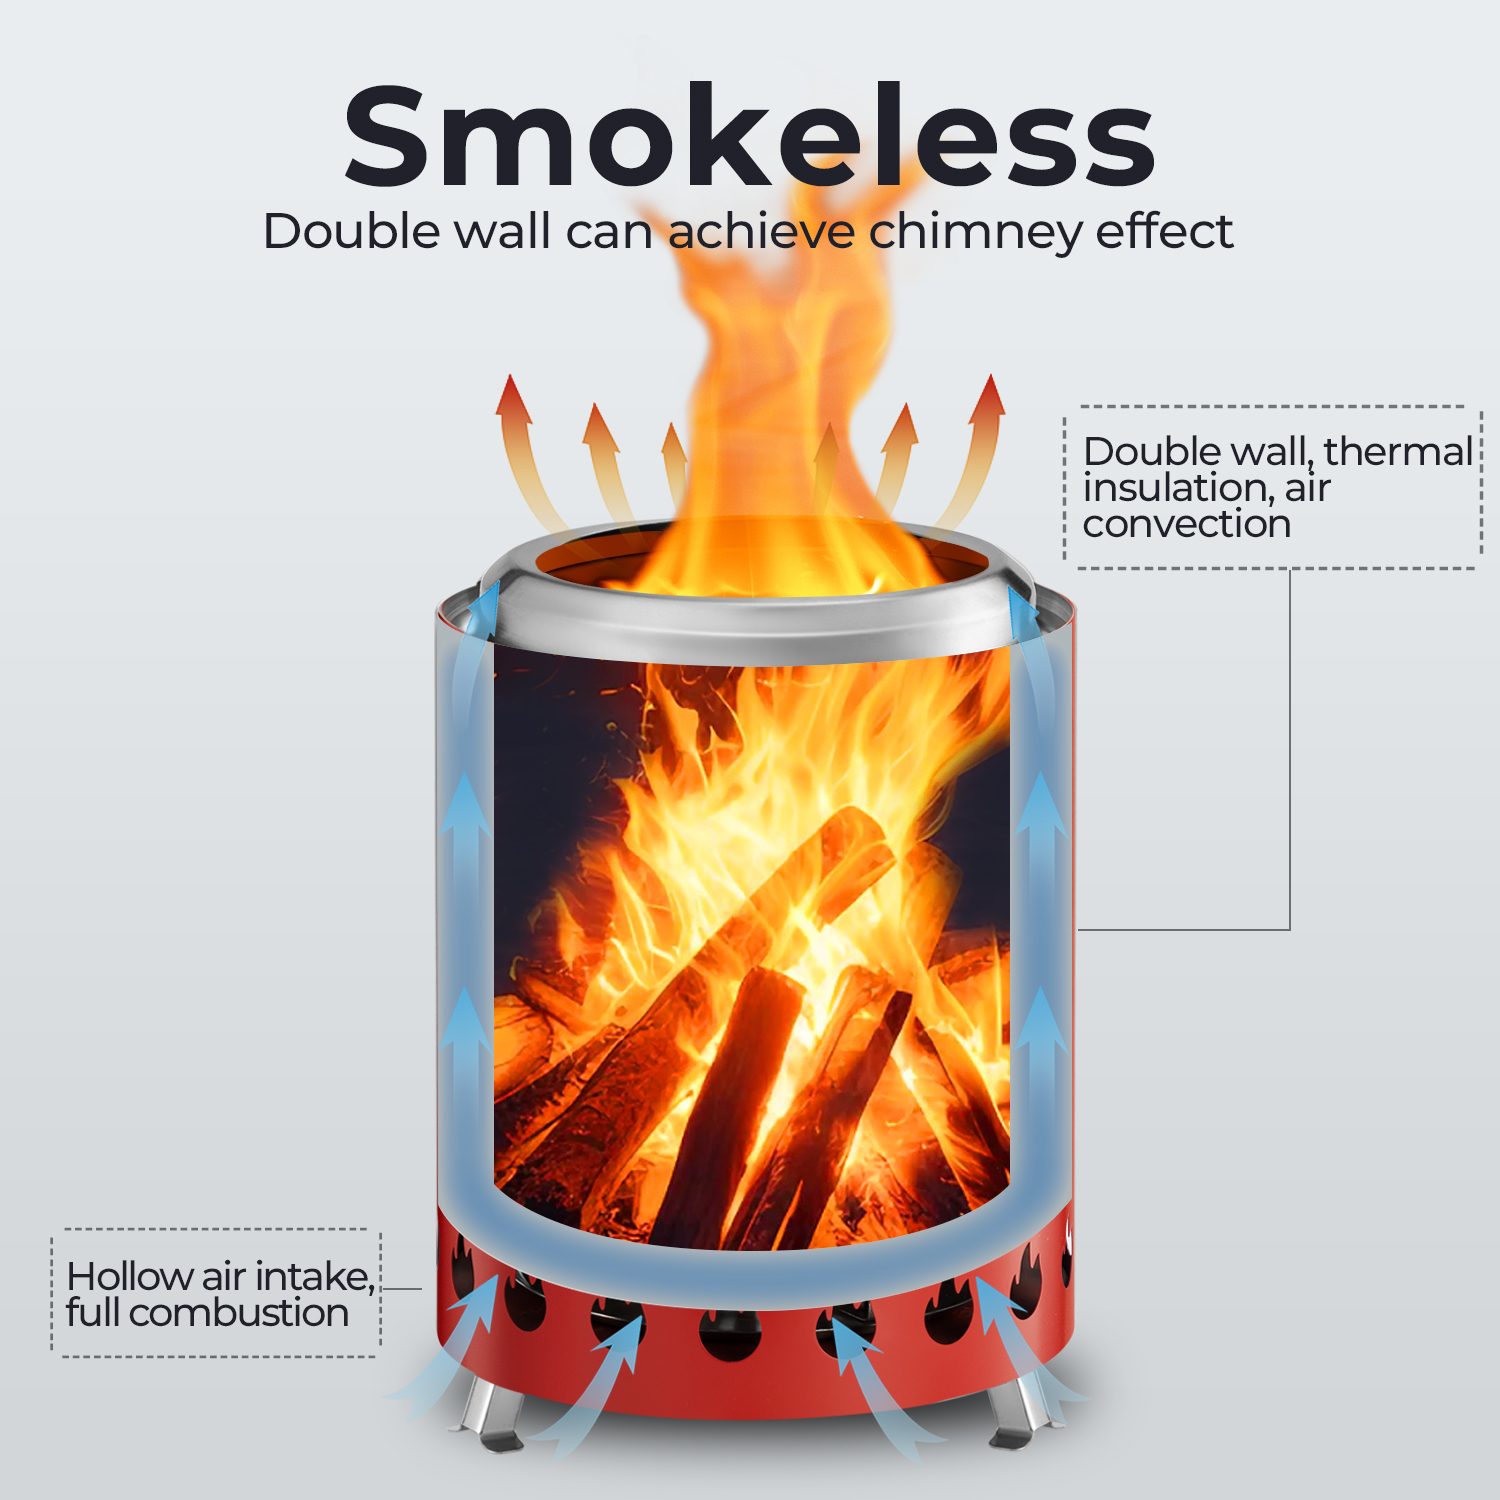 Smokeless
Double wall can achieve chimney effect
Double wall, thermal
insulation, air
convection
Hollow air intake,
full combustion